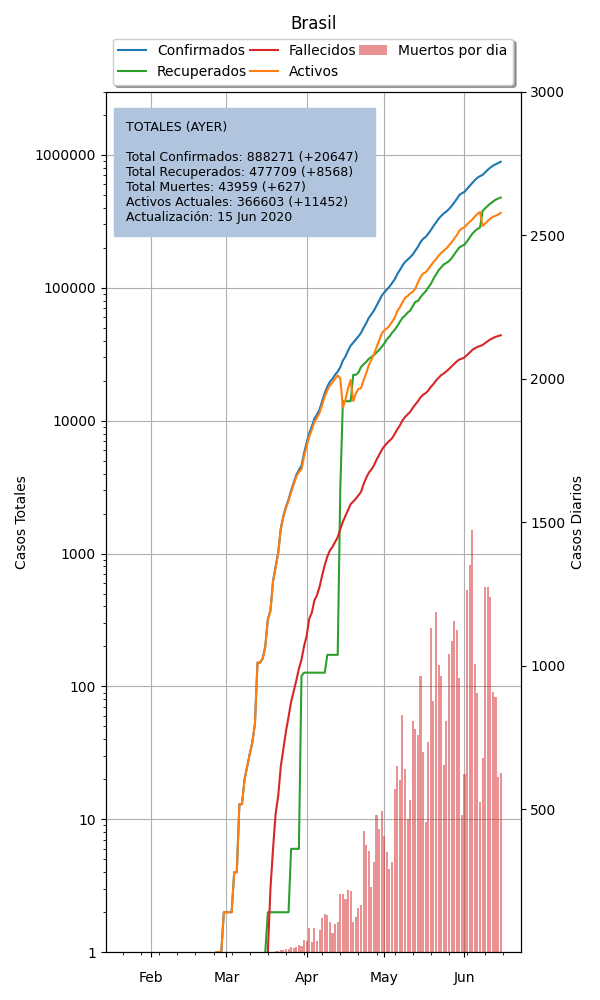 Brasil
Confirmados Fallecidos Muertos por dia
Recuperados Activos
TOTALES (AYER)
Total Confirmados: 888271 (+20647)
Total Recuperados: 477709 (+8568)
Total Muertes: 43959 (+627)
Activos Actuales: 366603 (+11452)
Actualización: 15 Jun 2020
Casos Totales
1000000
100000
10000
1000
100
10
1
Casos Diarios
3000
2500
2000
1500
1000
500
Feb Mar Apr May Jun